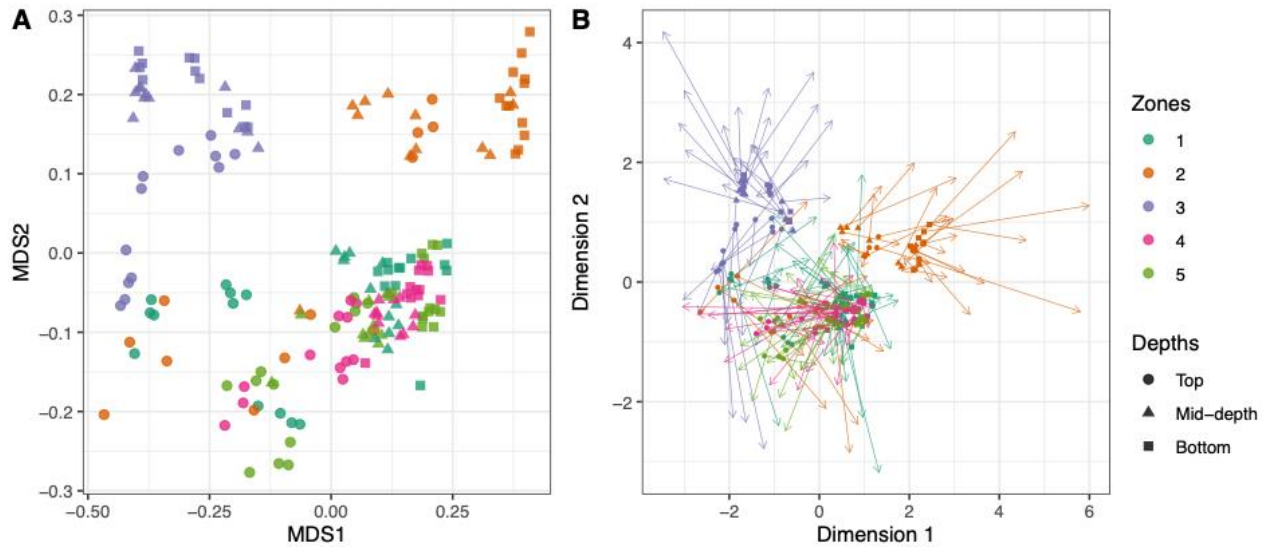 A
0.3
0.2
0.1
0.0
−0.1
−0.2
−0.3
MDS2
−0.50
−0.25
0.00
0.25
MDS1
B
4
2
0
−2
Dimension 2
−2
0
2
4
6
Dimension 1
Zones
1
2
3
4
5
Depths
Top
Mid−depth
Bottom